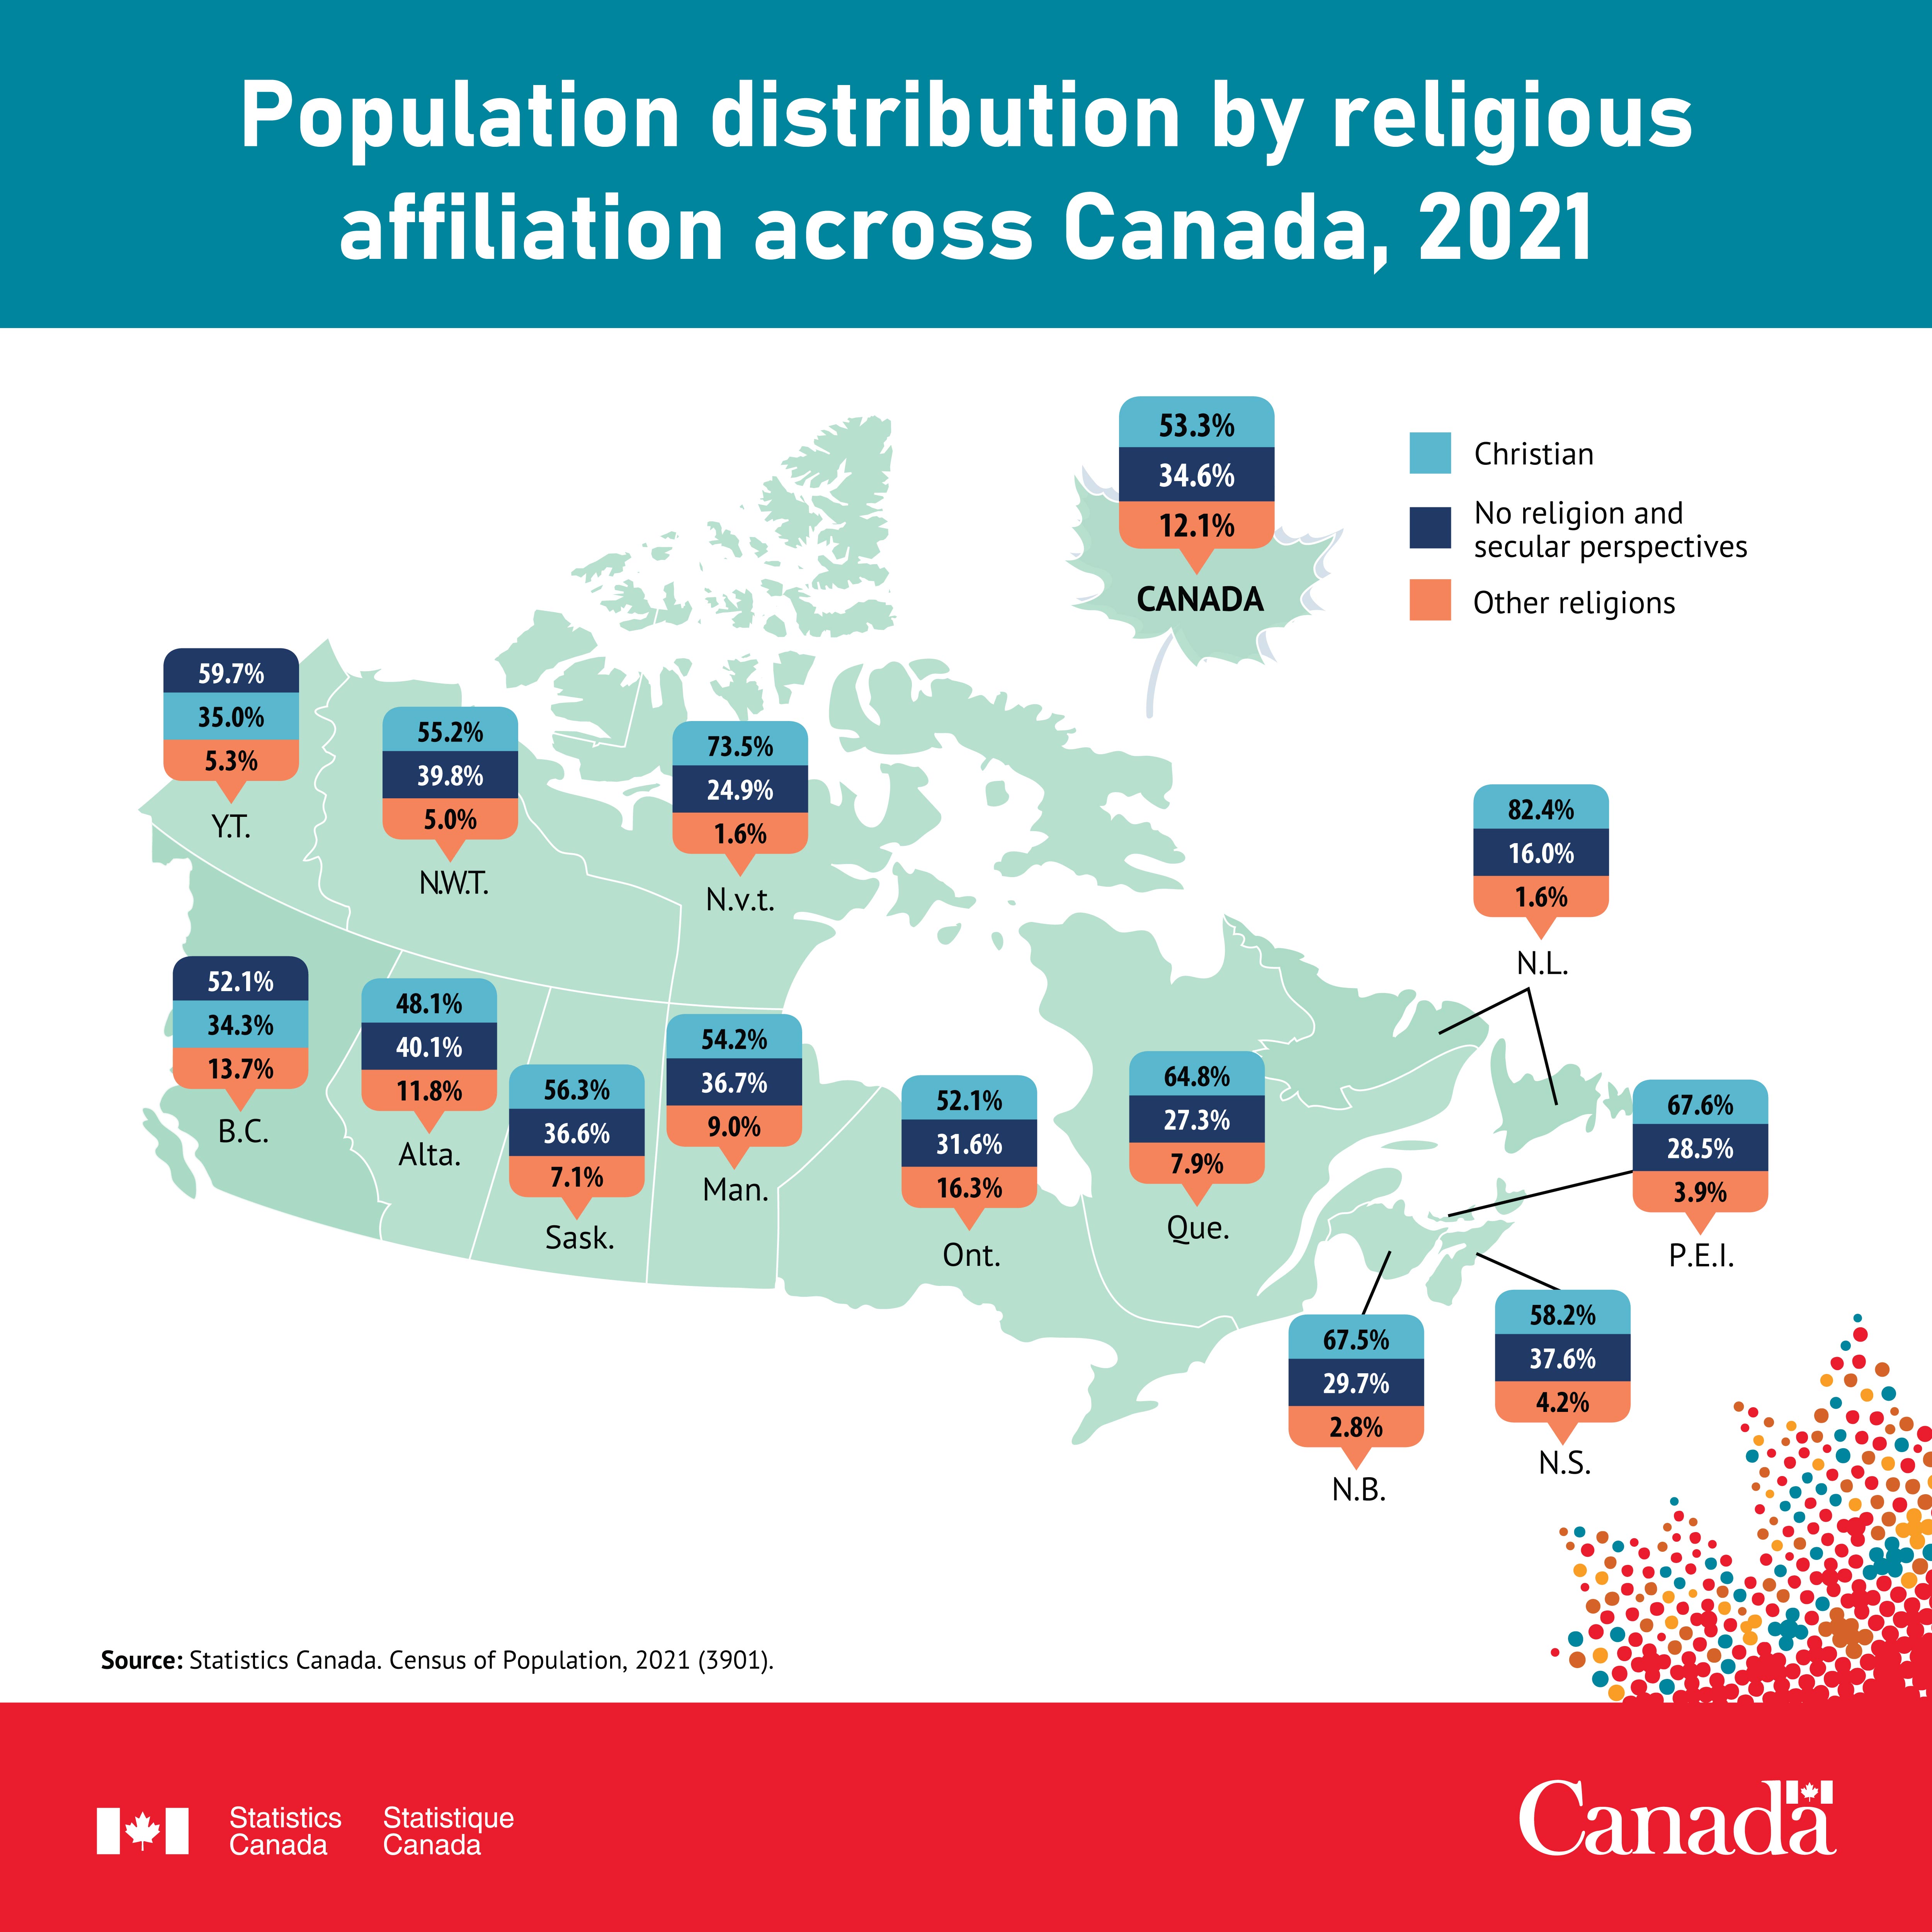 Population distribution by religious
affiliation across Canada, 2021
53.3%
34.6%
12.1%
CANADA
Christian
No religion and
secular perspectives
Other religions
59.7%
35.0%
5.3%
Y.T.
55.2%
39.8%
5.0%
N.W.T.
73.5%
24.9%
1.6%
N.v.t.
82.4%
16.0%
1.6%
N.L.
52.1%
34.3%
13.7%
B.C.
48.1%
40.1%
11.8%
Alta.
56.3%
36.6%
7.1%
Sask.
54.2%
36.7%
9.0%
Man.
52.1%
31.6%
16.3%
Ont.
64.8%
27.3%
7.9%
Que.
67.6%
28.5%
3.9%
P.E.I.
67.5%
29.7%
2.8%
N.B.
58.2%
37.6%
4.2%
N.S.
Source: Statistics Canada. Census of Population, 2021 (3901).
Statistics
Canada
Statistique
Canada
Canada